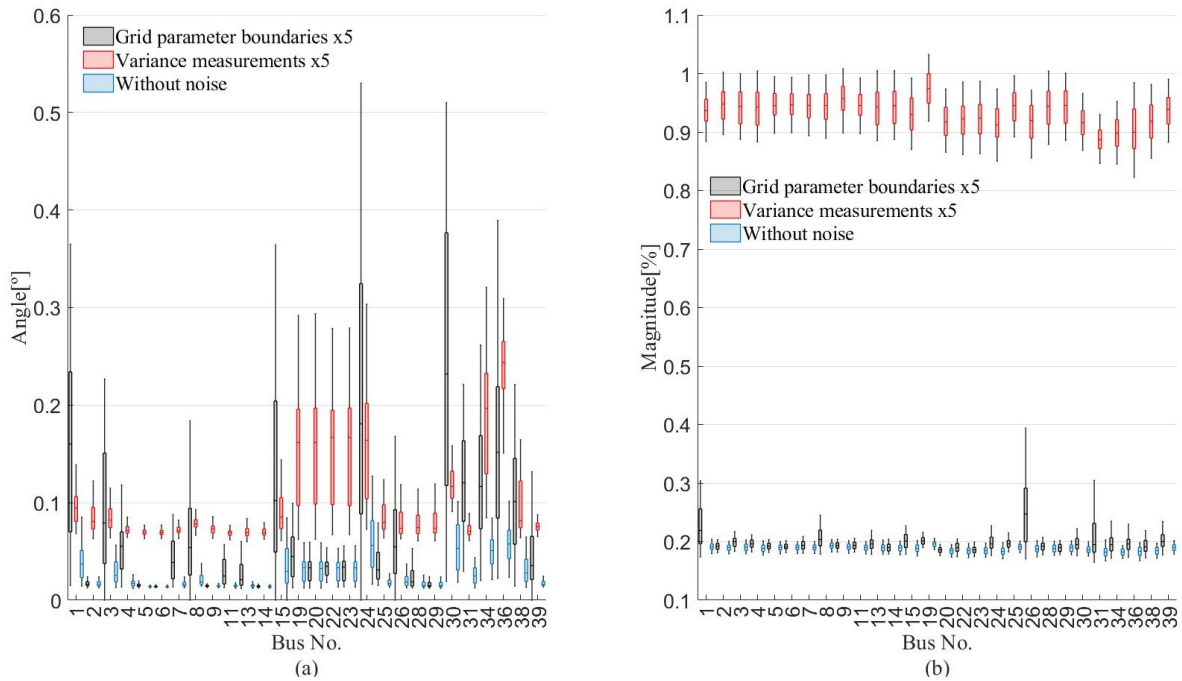 0.6
0.5
0.4
0.3
0.2
0.1
0
Angle[º]
Grid parameter boundaries x5
Variance measurements x5
Without noise
1 2 3 4 5 6 7 8 9 11 13 14 15 19 20 22 23 24 25 26 28 29 30 31 34 36 38 39
Bus No.
(a)
1.1
1
0.9
0.8
0.7
0.6
0.5
0.4
0.3
0.2
0.1
Magnitude[%]
Grid parameter boundaries x5
Variance measurements x5
Without noise
1 2 3 4 5 6 7 8 9 11 13 14 15 19 20 22 23 24 25 26 28 29 30 31 34 36 38 39
Bus No.
(b)